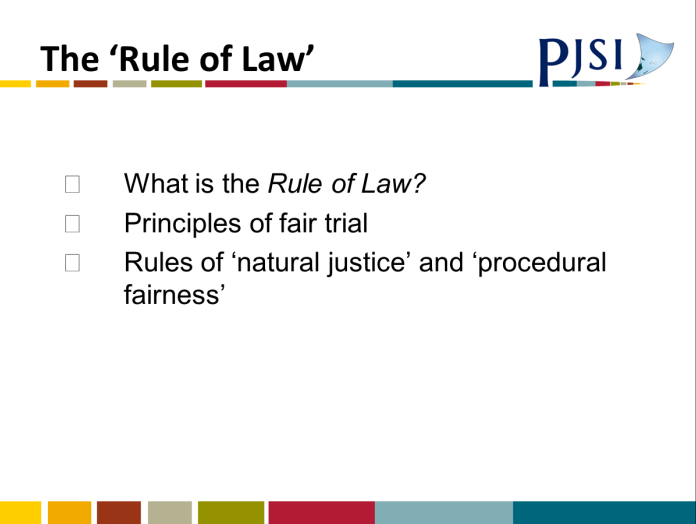 The ‘Rule of Law’
PJSI
What is the Rule of Law?
Principles of fair trial
Rules of ‘natural justice’ and ‘procedural
fairness’